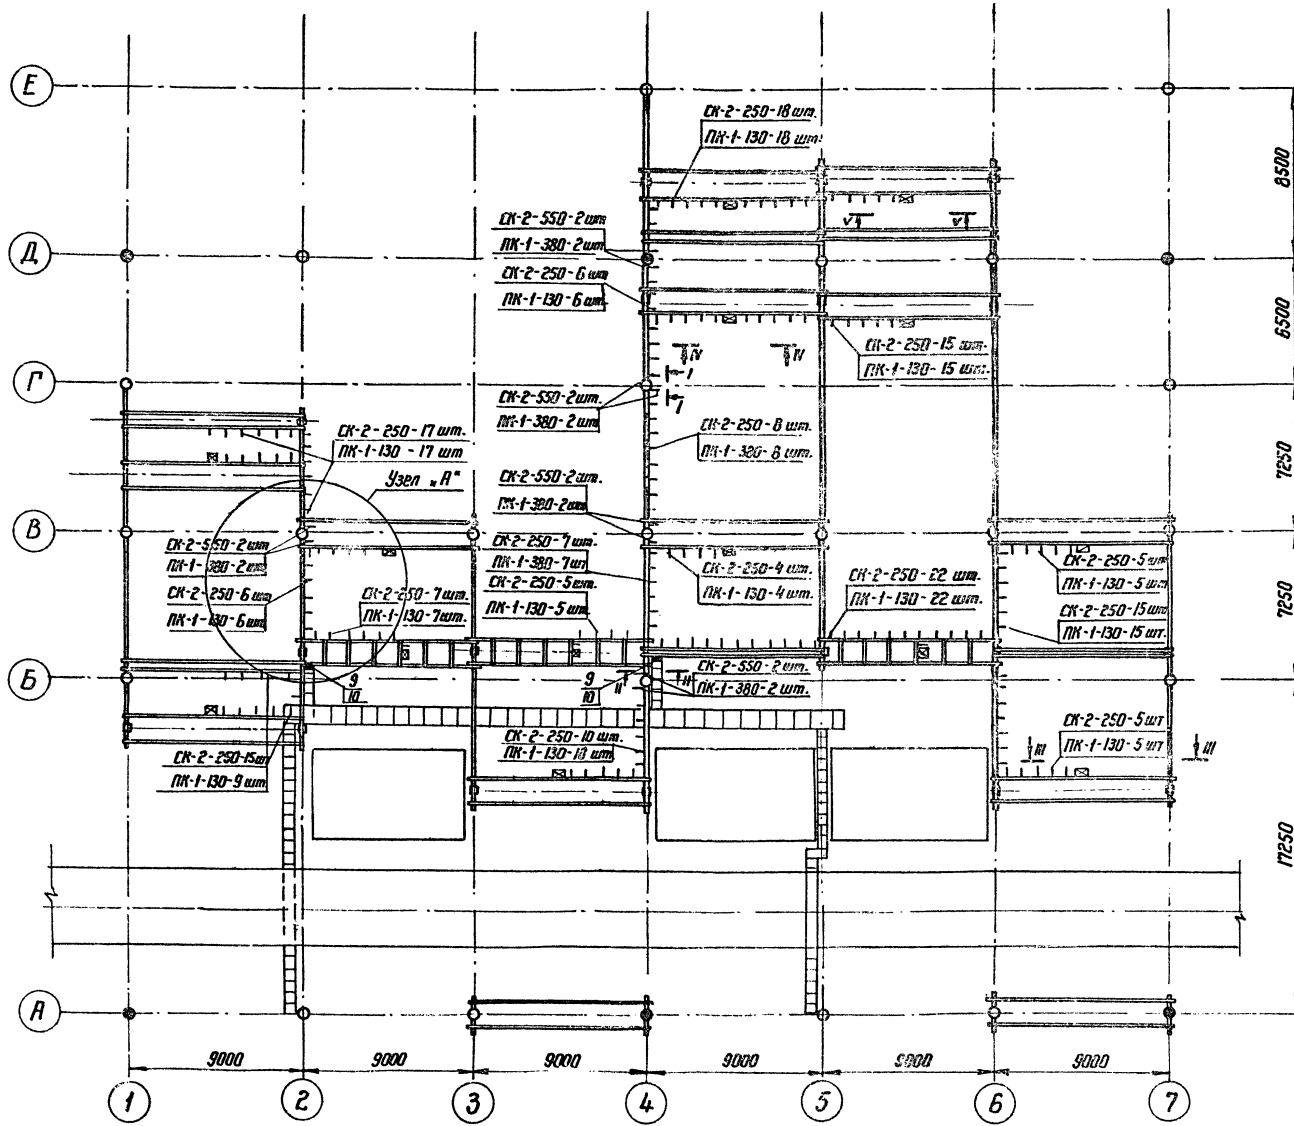 Е
СК-2-250-18 шт.
ПК-1-130-18 шт.
8500
СК-2-550-2 шт
ПК-1-380-2 шт
V
V
Д
СК-2-250-6 шт
ПК-1-130-6 шт
6500
СК-2-250-15 шт.
ПК-1-130-15 шт.
IV
IV
I
Г
I
СК-2-550-2 шт.
ПК-1-380-2 шт
СК-2-250-17 шт.
ПК-1-130-17 шт
СК-2-250-8 шт.
ПК-1-380-8 шт.
7250
Узел „А"
СК-2-550-2 шт.
ПК-1-380-2 шт
В
СК-2-550-2 шт
ПК-1-380-2 шт
СК-2-250-7 шт.
ПК-1-380-7 шт
СК-2-250-4 шт.
ПК-1-130-4 шт.
СК-2-250-22 шт.
ПК-1-130-22 шт.
СК-2-250-5 шт
ПК-1-130-5 шт
СК-2-250-6 шт
ПК-1-130-6 шт
СК-2-250-7 шт.
ПК-1-130-7 шт.
СК-2-250-5 шт
ПК-1-130-5 шт
СК-2-250-15 шт
ПК-1-130-15 шт.
7250
Б
9
10
9
10
II
II
СК-2-550-2 шт
ПК-1-380-2 шт.
СК-2-250-15 шт
ПК-1-130-9 шт
СК-2-250-10 шт.
ПК-1-130-10 шт
СК-2-250-5 шт
ПК-1-130-5 шт
III
III
17250
А
9000
9000
9000
9000
9000
9000
1
2
3
4
5
6
7